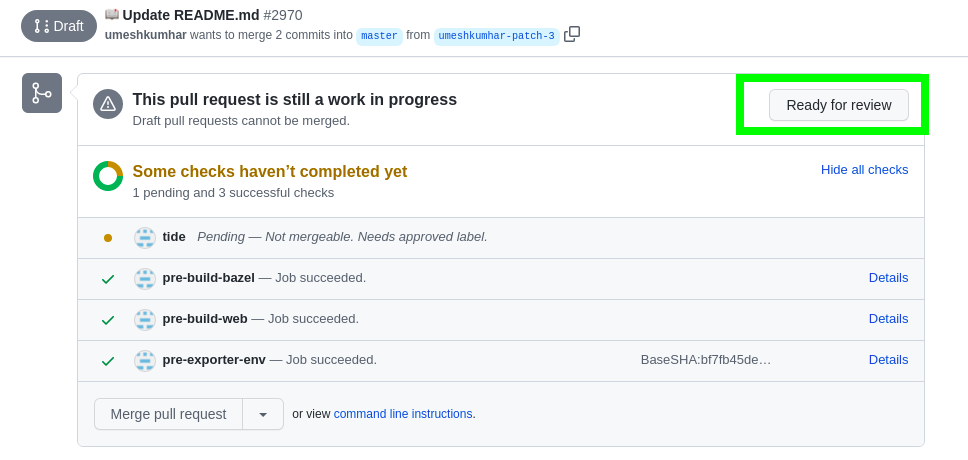 Draft
📖 Update README.md #2970
umeshkumhar wants to merge 2 commits into master from umeshkumhar-patch-3
This pull request is still a work in progress
Draft pull requests cannot be merged.
Ready for review
Some checks haven’t completed yet
1 pending and 3 successful checks
Hide all checks
tide Pending — Not mergeable. Needs approved label.
pre-build-bazel — Job succeeded. Details
pre-build-web — Job succeeded. Details
pre-exporter-env — Job succeeded. BaseSHA:bf7fb45de… Details
Merge pull request or view command line instructions.